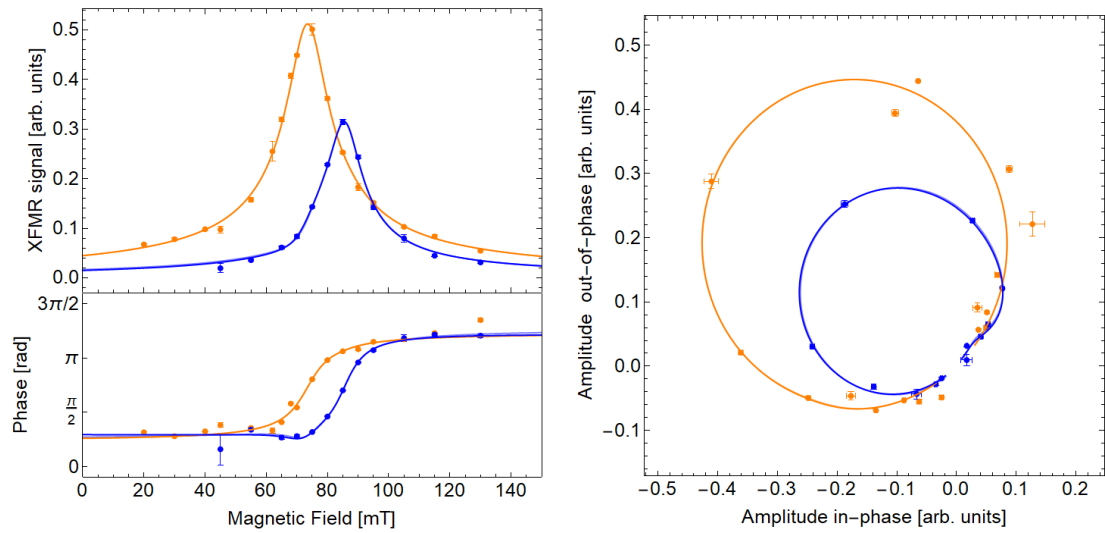 0.5
0.4
0.3
0.2
0.1
0.0
XFMR signal [arb. units]
3π/2
π
π
2
0
Phase [rad]
0 20 40 60 80 100 120 140
Magnetic Field [mT]
0.5
0.4
0.3
0.2
0.1
0.0
−0.1
Amplitude out−of−phase [arb. units]
−0.5 −0.4 −0.3 −0.2 −0.1 0.0 0.1 0.2
Amplitude in−phase [arb. units]